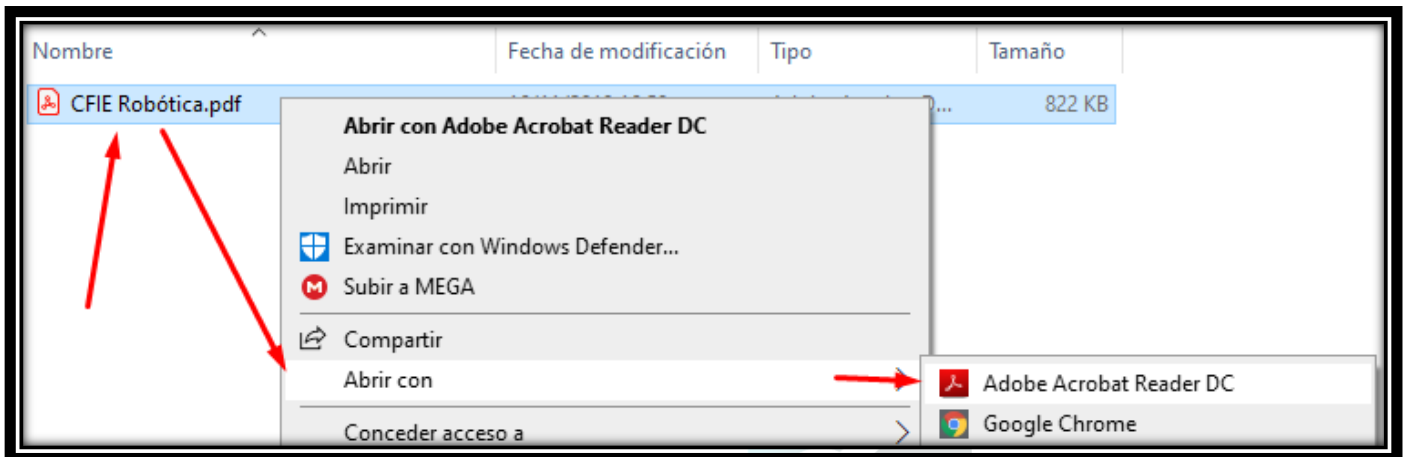 Nombre Fecha de modificación Tipo Tamaño
CFIE Robótica.pdf 822 KB
Abrir con Adobe Acrobat Reader DC
Abrir
Imprimir
Examinar con Windows Defender...
Subir a MEGA
Compartir
Abrir con
Adobe Acrobat Reader DC
Google Chrome
Conceder acceso a